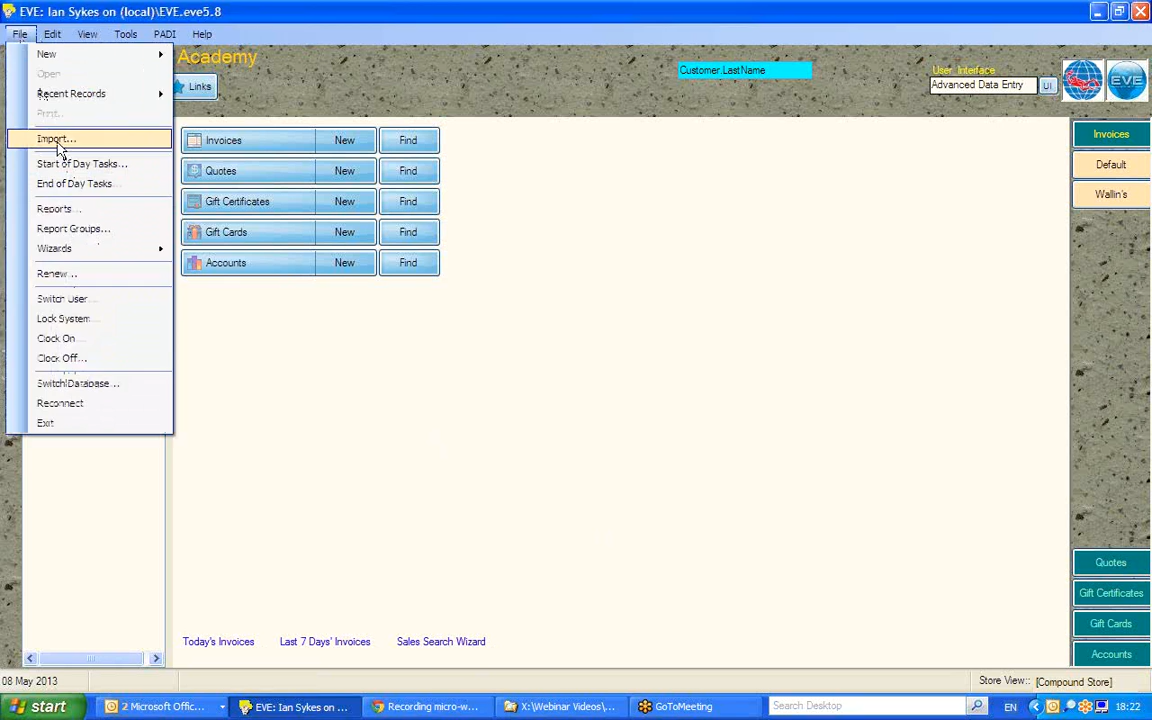 EVE: Ian Sykes on (local)\EVE.eve5.8
File Edit View Tools PADI Help
New
Open
Recent Records
Print...
Import...
Start of Day Tasks...
End of Day Tasks...
Reports...
Report Groups...
Wizards
Renew...
Switch User...
Lock System...
Clock On...
Clock Off...
Switch Database...
Reconnect
Exit
Academy
Links
Customer.LastName
User Interface
Advanced Data Entry
UI
EVE
Invoices New Find
Quotes New Find
Gift Certificates New Find
Gift Cards New Find
Accounts New Find
Invoices
Default
Wallin's
Quotes
Gift Certificates
Gift Cards
Accounts
Today's Invoices Last 7 Days' Invoices Sales Search Wizard
08 May 2013
Store View:: [Compound Store]
start
2 Microsoft Offic...
EVE: Ian Sykes on ...
Recording micro-w...
X:\Webinar Videos\...
GoToMeeting
Search Desktop
EN
18:22